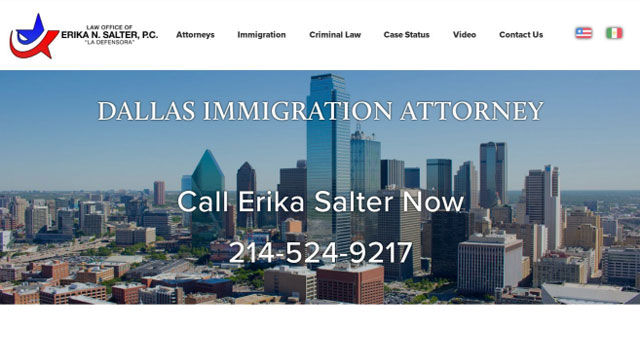 LAW OFFICE OF
ERIKA N. SALTER, P.C.
"LA DEFENSORA"
Attorneys Immigration Criminal Law Case Status Video Contact Us
DALLAS IMMIGRATION ATTORNEY
Call Erika Salter Now
214-524-9217